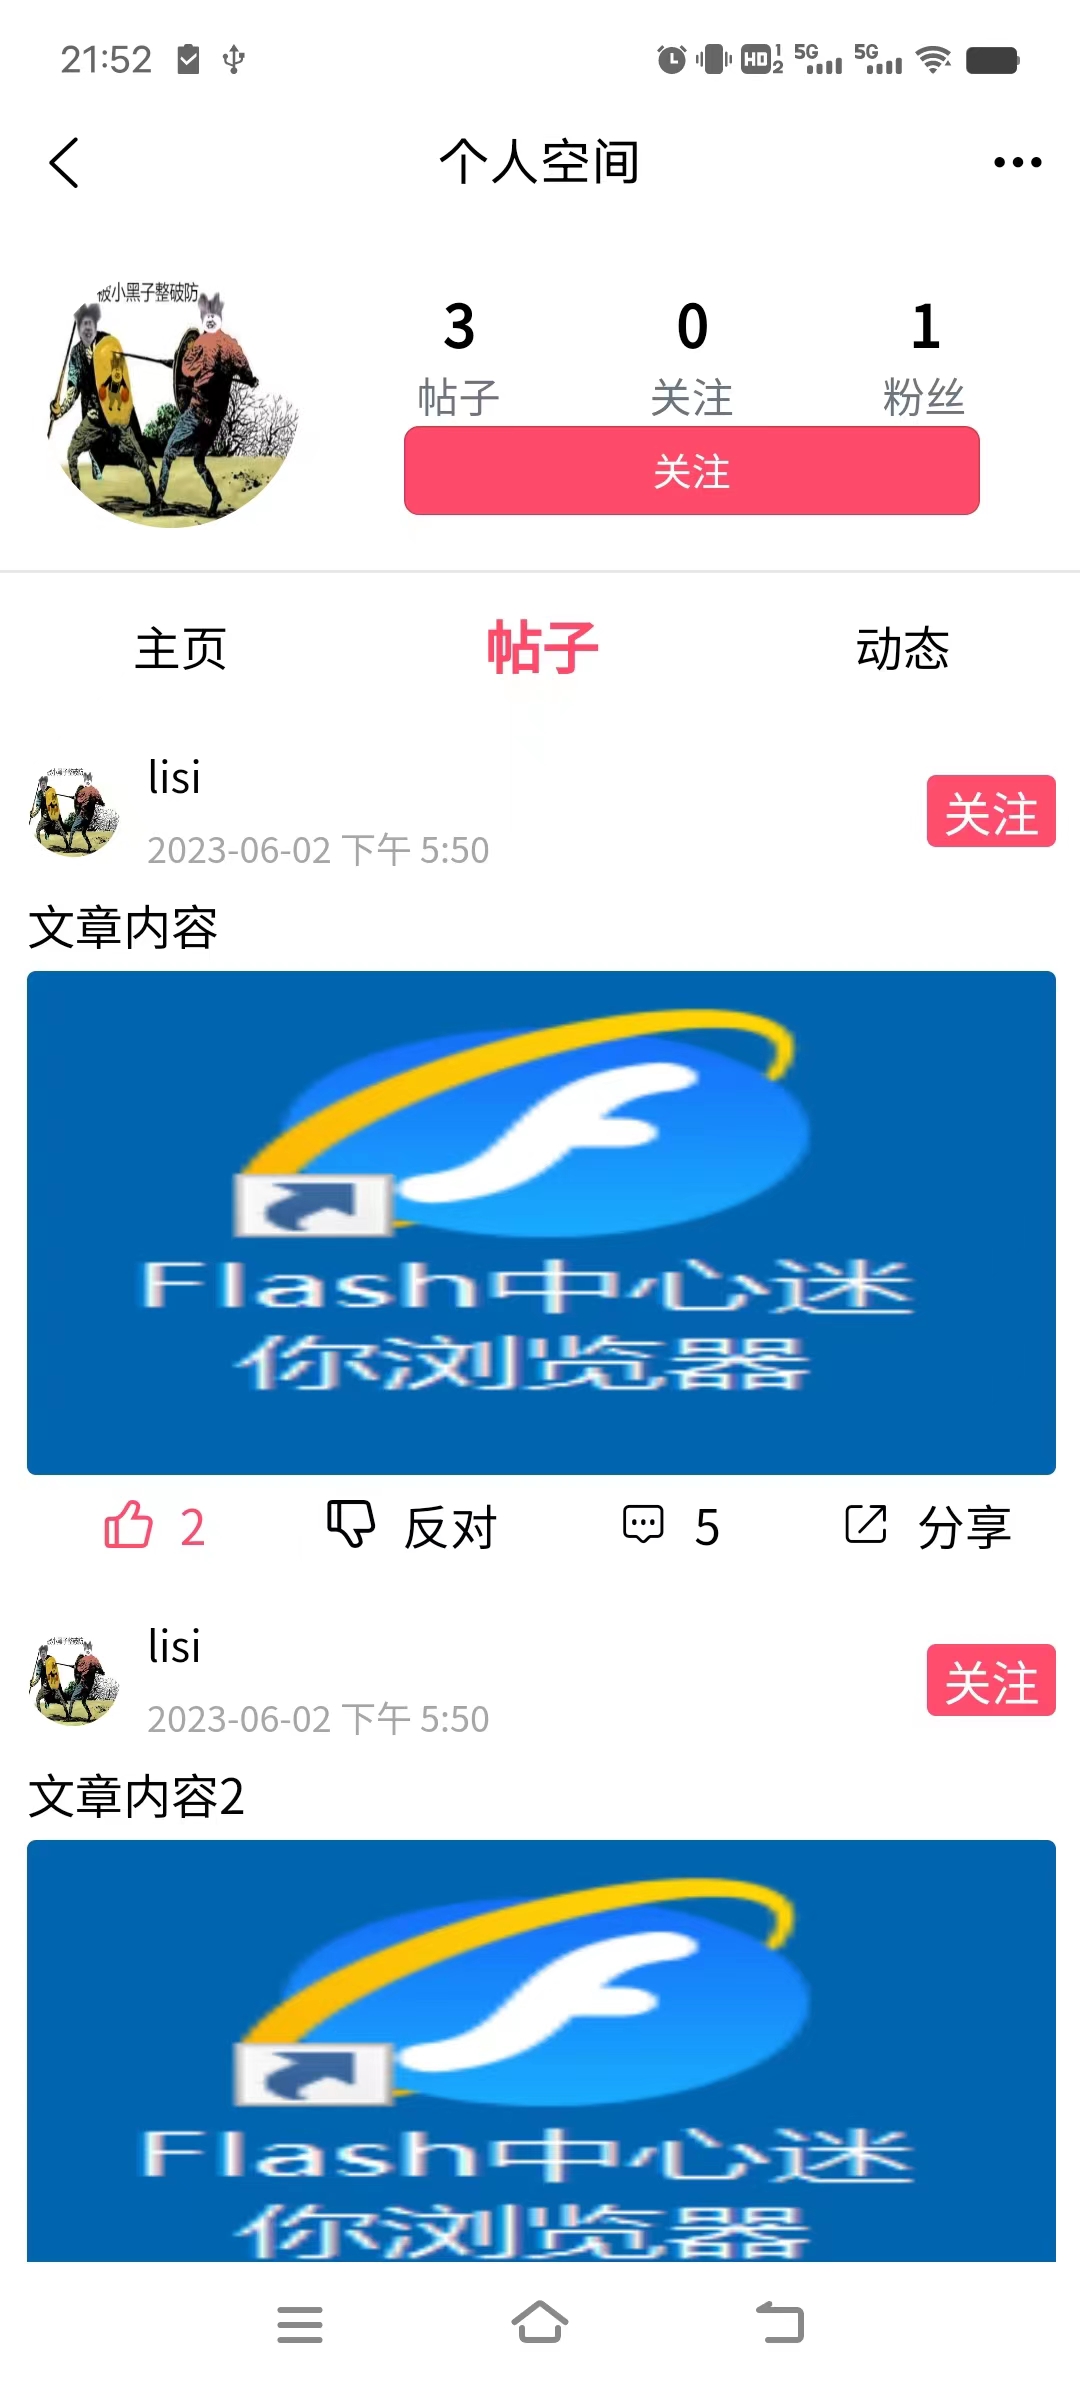 21:52
HD 1 2 5G 5G
个人空间
被小黑子整破防
3 0 1
帖子 关注 粉丝
关注
主页 帖子 动态
lisi
关注
2023-06-02 下午 5:50
文章内容
Flash中心迷
你浏览器
2 反对 5 分享
lisi
关注
2023-06-02 下午 5:50
文章内容2
Flash中心迷
你浏览器